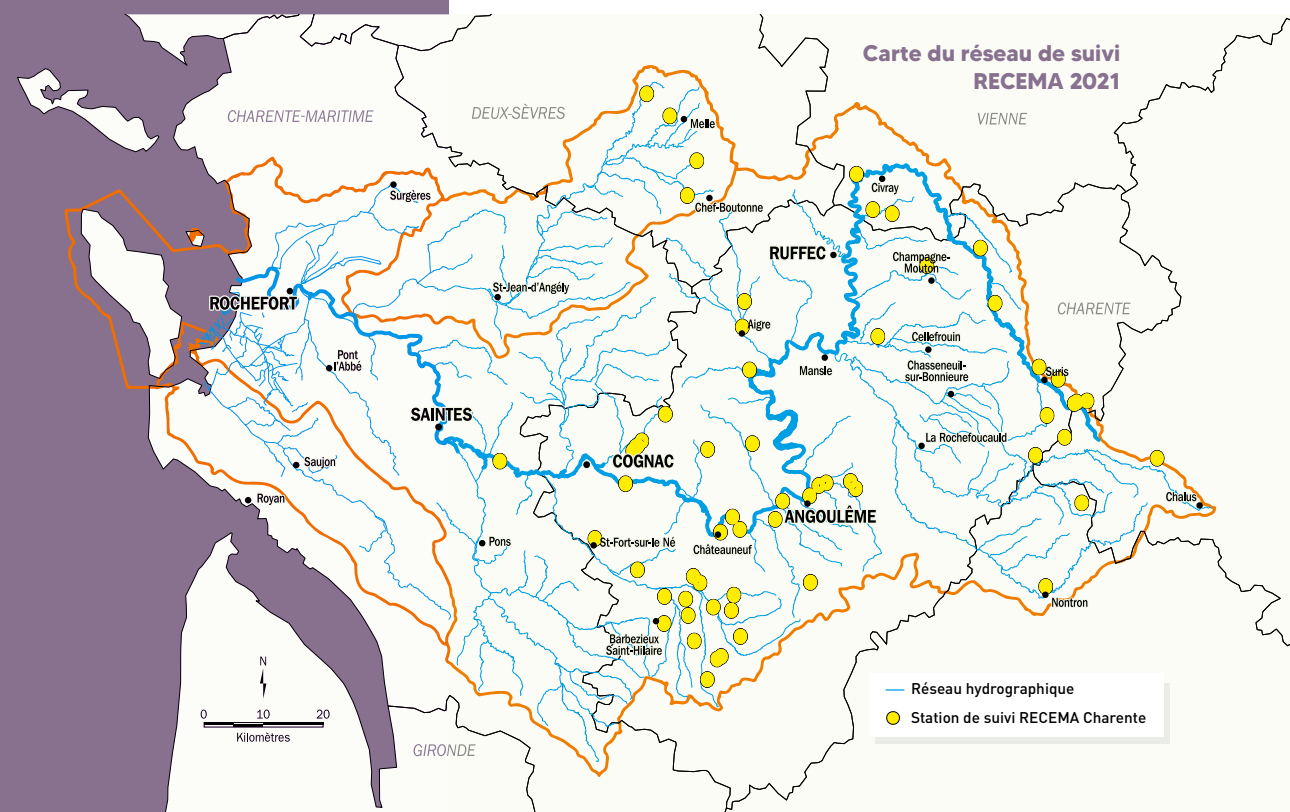 Carte du réseau de suivi
RECEMA 2021
CHARENTE-MARITIME
DEUX-SÈVRES
VIENNE
Melle
Civray
Surgères
Chef-Boutonne
RUFFEC
Champagne-
Mouton
ROCHEFORT
St-Jean-d'Angély
CHARENTE
Aigre
Cellefrouin
Pont
l'Abbé
Mansle
Chasseneuil-
sur-Bonnieure
Suris
SAINTES
La Rochefoucauld
Saujon
COGNAC
Royan
Chalus
ANGOULÊME
Pons
St-Fort-sur-le Né
Châteauneuf
Nontron
Barbezieux
Saint-Hilaire
N
0 10 20
Kilomètres
GIRONDE
Réseau hydrographique
Station de suivi RECEMA Charente